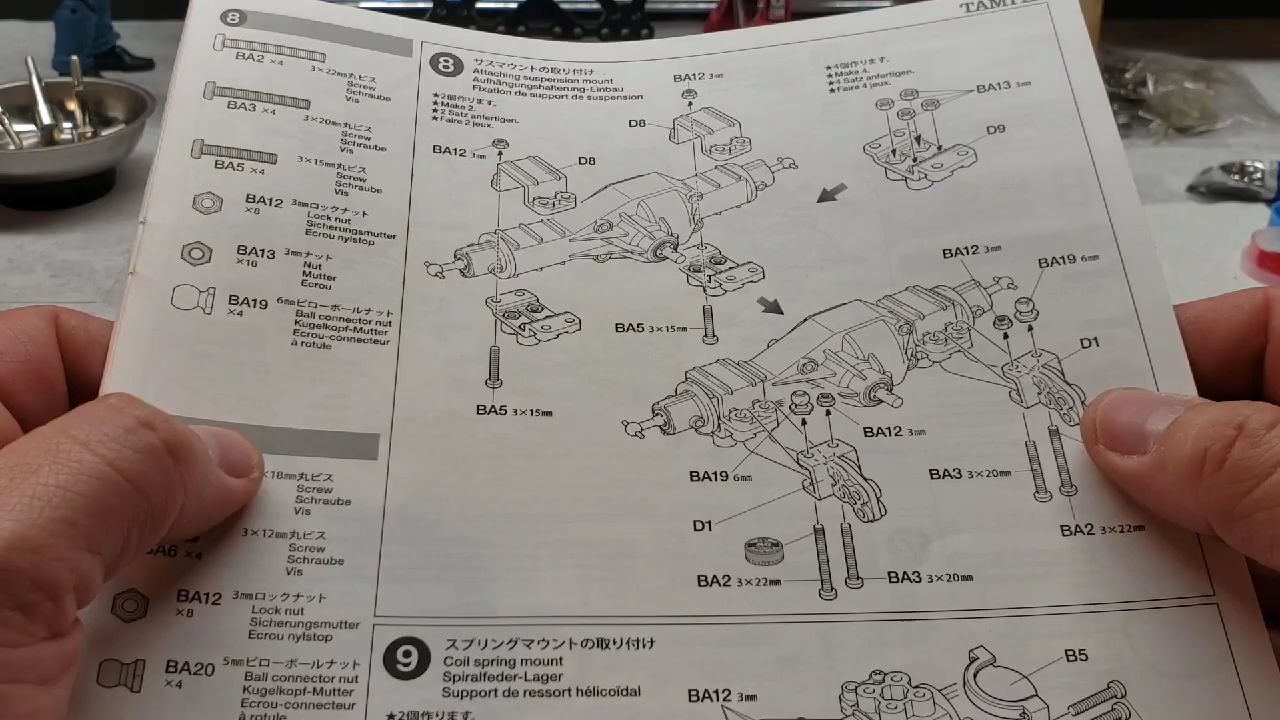 8
BA2 ×4
3×22㎜丸ビス
Screw
Schraube
Vis
BA3 ×4
3×20㎜丸ビス
Screw
Schraube
Vis
BA5 ×4
3×15㎜丸ビス
Screw
Schraube
Vis
BA12
×8
3㎜ロックナット
Lock nut
Sicherungsmutter
Ecrou nylstop
BA13
×16
3㎜ナット
Nut
Mutter
Ecrou
BA19
×4
6㎜ピローボールナット
Ball connector nut
Kugelkopf-Mutter
Ecrou-connecteur
à rotule
×18㎜丸ビス
Screw
Schraube
Vis
BA6 ×4
3×12㎜丸ビス
Screw
Schraube
Vis
BA12
×8
3㎜ロックナット
Lock nut
Sicherungsmutter
Ecrou nylstop
BA20
×4
5㎜ピローボールナット
Ball connector nut
Kugelkopf-Mutter
Ecrou-connecteur
à rotule
8
サスマウントの取り付け
Attaching suspension mount
Aufhängungshalterung-Einbau
Fixation de support de suspension
★2個作ります。
★Make 2.
★2 Satz anfertigen.
★Faire 2 jeux.
BA12 3㎜
D8
BA12 3㎜
D8
★4個作ります。
★Make 4.
★4 Satz anfertigen.
★Faire 4 jeux.
BA13 3㎜
D9
BA5 3×15㎜
BA5 3×15㎜
BA12 3㎜
BA19 6㎜
D1
BA12 3㎜
BA19 6㎜
D1
BA3 3×20㎜
BA2 3×22㎜
BA2 3×22㎜
BA3 3×20㎜
9
スプリングマウントの取り付け
Coil spring mount
Spiralfeder-Lager
Support de ressort hélicoïdal
★2個作ります。
BA12 3㎜
B5